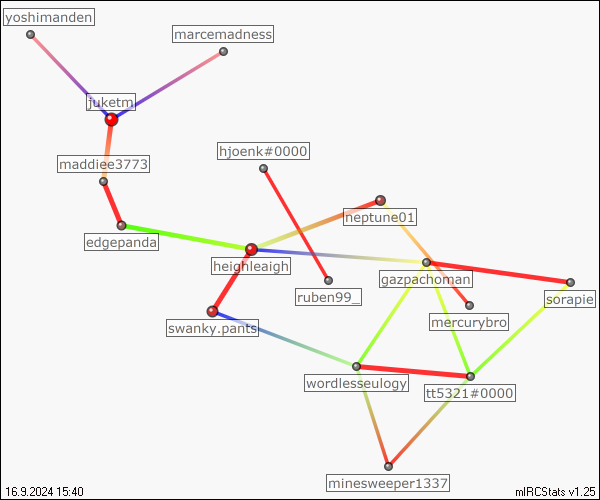 yoshimanden
marcemadness
juketm
hjoenk#0000
maddiee3773
neptune01
edgepanda
heighleaigh
gazpachoman
ruben99_
sorapie
mercurybro
swanky.pants
wordlesseulogy
tt5321#0000
minesweeper1337
16.9.2024 15:40
mIRCStats v1.25